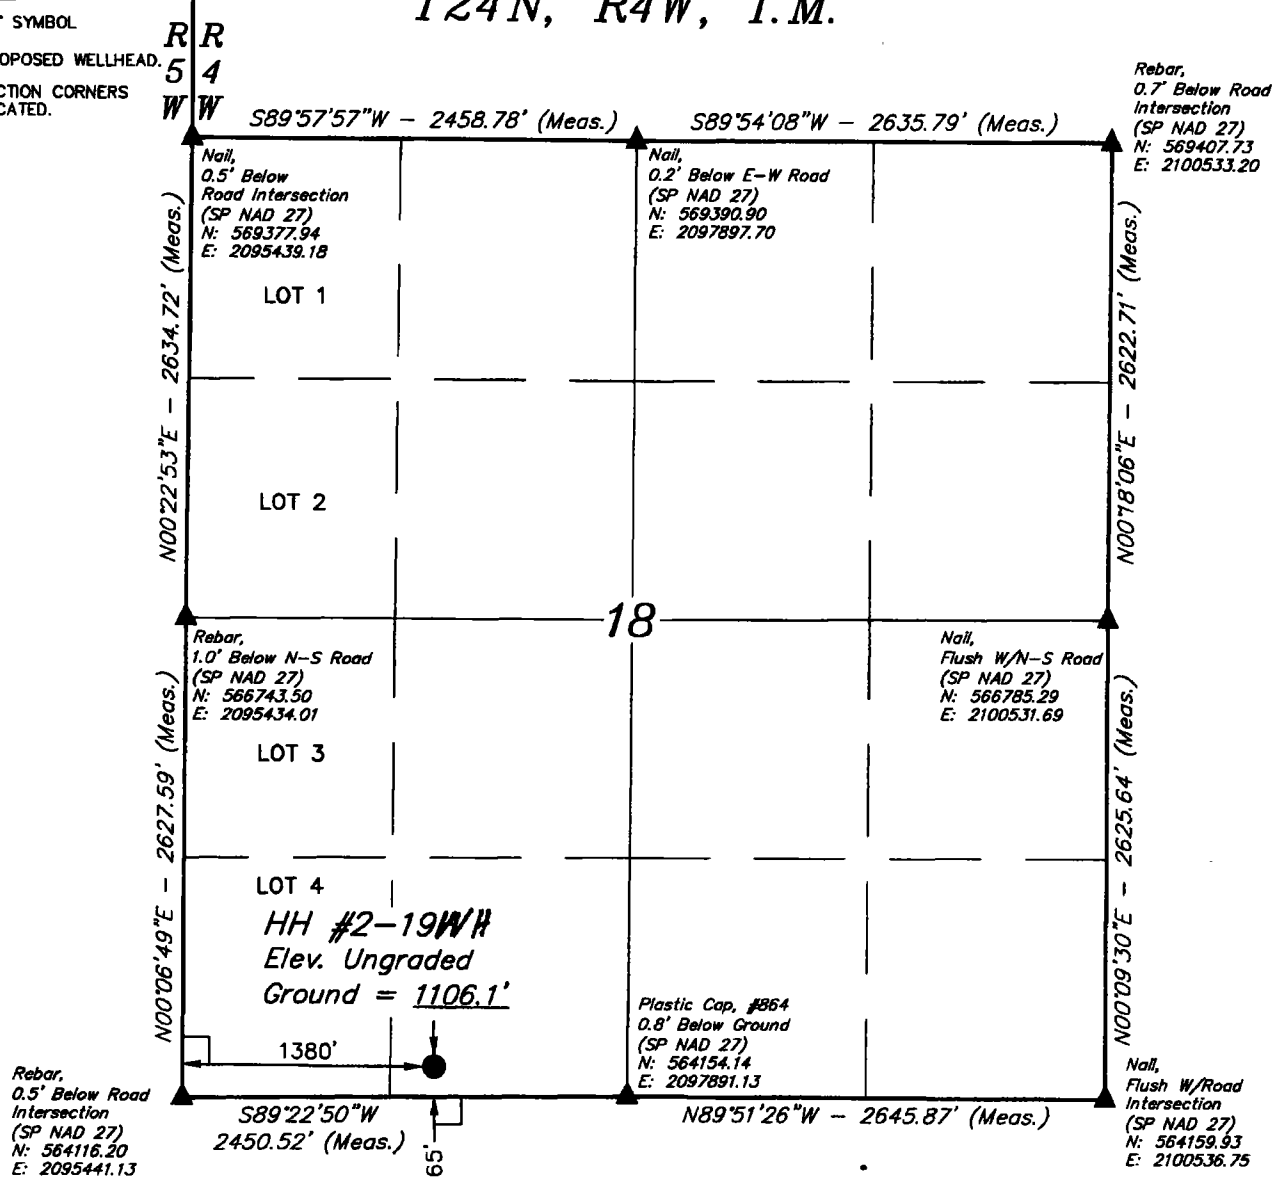 SYMBOL
OPOSED WELLHEAD.
CTION CORNERS
CATED.
T24N, R4W, I.M.
R R
5 4
W W
S89°57'57"W - 2458.78' (Meas.)
S89°54'08"W - 2635.79' (Meas.)
Rebar,
0.7' Below Road
Intersection
(SP NAD 27)
N: 569407.73
E: 2100533.20
Nail,
0.5' Below
Road Intersection
(SP NAD 27)
N: 569377.94
E: 2095439.18
Nail,
0.2' Below E-W Road
(SP NAD 27)
N: 569390.90
E: 2097897.70
N00°22'53"E - 2634.72' (Meas.)
N00°18'06"E - 2622.71' (Meas.)
LOT 1
LOT 2
18
Rebar,
1.0' Below N-S Road
(SP NAD 27)
N: 566743.50
E: 2095434.01
Nail,
Flush W/N-S Road
(SP NAD 27)
N: 566785.29
E: 2100531.69
N00°06'49"E - 2627.59' (Meas.)
N00°09'30"E - 2625.64' (Meas.)
LOT 3
LOT 4
HH #2-19WH
Elev. Ungraded
Ground = 1106.1'
1380'
Plastic Cap, #864
0.8' Below Ground
(SP NAD 27)
N: 564154.14
E: 2097891.13
Rebar,
0.5' Below Road
Intersection
(SP NAD 27)
N: 564116.20
E: 2095441.13
S89°22'50"W
2450.52' (Meas.)
65'
N89°51'26"W - 2645.87' (Meas.)
Nail,
Flush W/Road
Intersection
(SP NAD 27)
N: 564159.93
E: 2100536.75